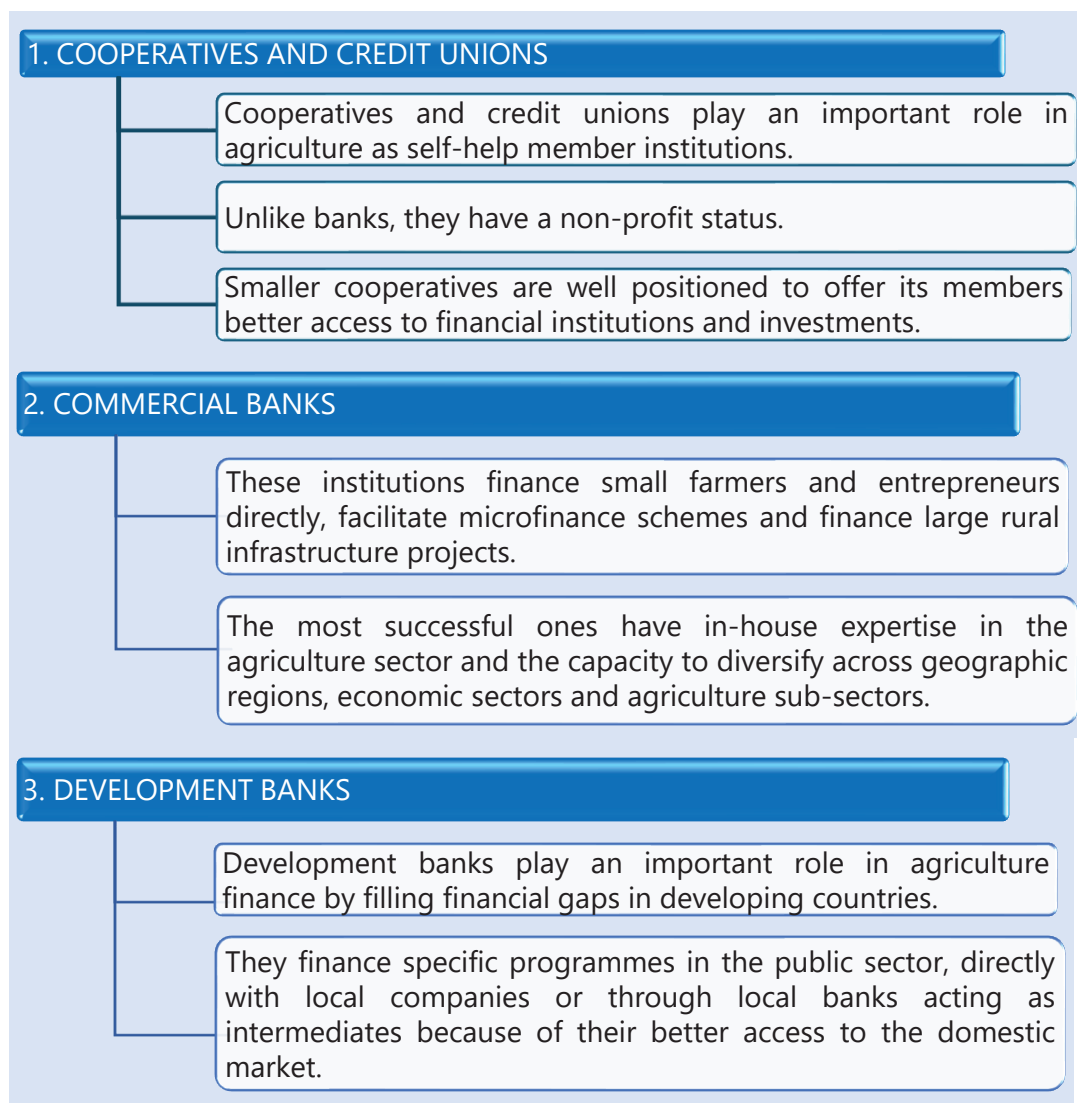 1. COOPERATIVES AND CREDIT UNIONS
Cooperatives and credit unions play an important role in
agriculture as self-help member institutions.
Unlike banks, they have a non-profit status.
Smaller cooperatives are well positioned to offer its members
better access to financial institutions and investments.
2. COMMERCIAL BANKS
These institutions finance small farmers and entrepreneurs
directly, facilitate microfinance schemes and finance large rural
infrastructure projects.
The most successful ones have in-house expertise in the
agriculture sector and the capacity to diversify across geographic
regions, economic sectors and agriculture sub-sectors.
3. DEVELOPMENT BANKS
Development banks play an important role in agriculture
finance by filling financial gaps in developing countries.
They finance specific programmes in the public sector, directly
with local companies or through local banks acting as
intermediates because of their better access to the domestic
market.